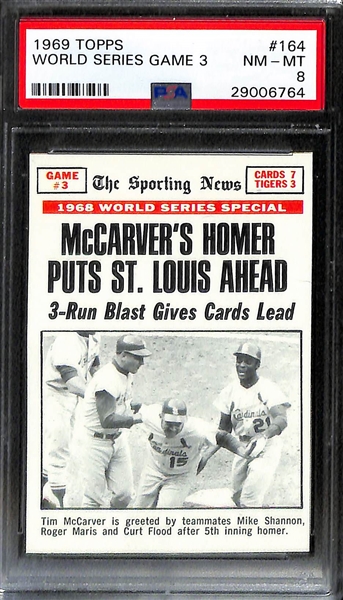 1969 TOPPS #164
WORLD SERIES GAME 3 NM-MT
8
PSA 29006764
GAME #3
The Sporting News
CARDS 7
TIGERS 3
1968 WORLD SERIES SPECIAL
McCARVER'S HOMER
PUTS ST. LOUIS AHEAD
3-Run Blast Gives Cards Lead
Cardinals
15
Cardinals
21
Tim McCarver is greeted by teammates Mike Shannon,
Roger Maris and Curt Flood after 5th inning homer.